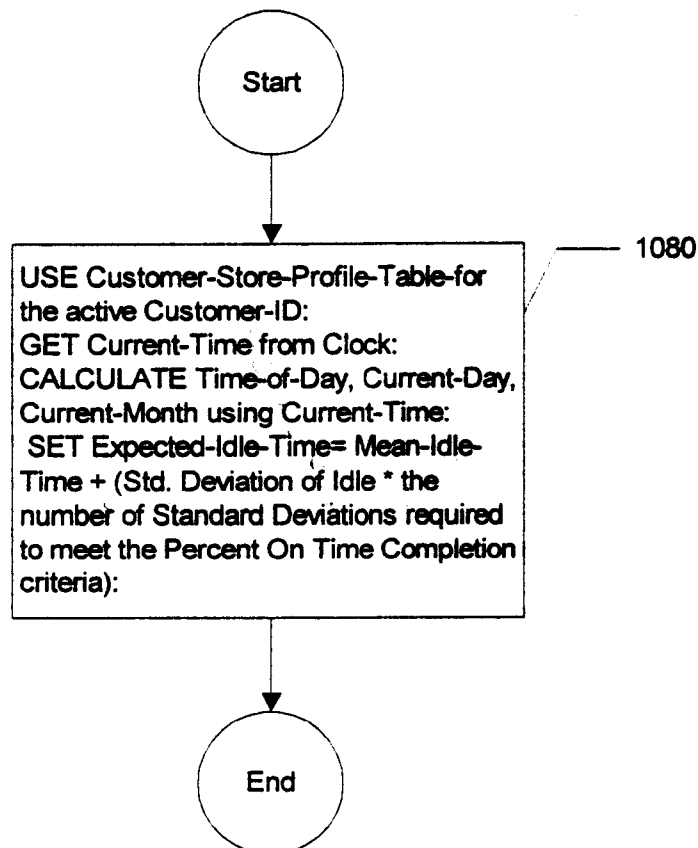 Start
1080
USE Customer-Store-Profile-Table-for
the active Customer-ID:
GET Current-Time from Clock:
CALCULATE Time-of-Day, Current-Day,
Current-Month using Current-Time:
SET Expected-Idle-Time= Mean-Idle-
Time + (Std. Deviation of Idle * the
number of Standard Deviations required
to meet the Percent On Time Completion
criteria):
End